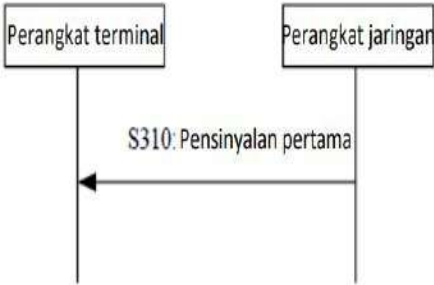 Perangkat terminal
Perangkat jaringan
S310: Pensinyalan pertama